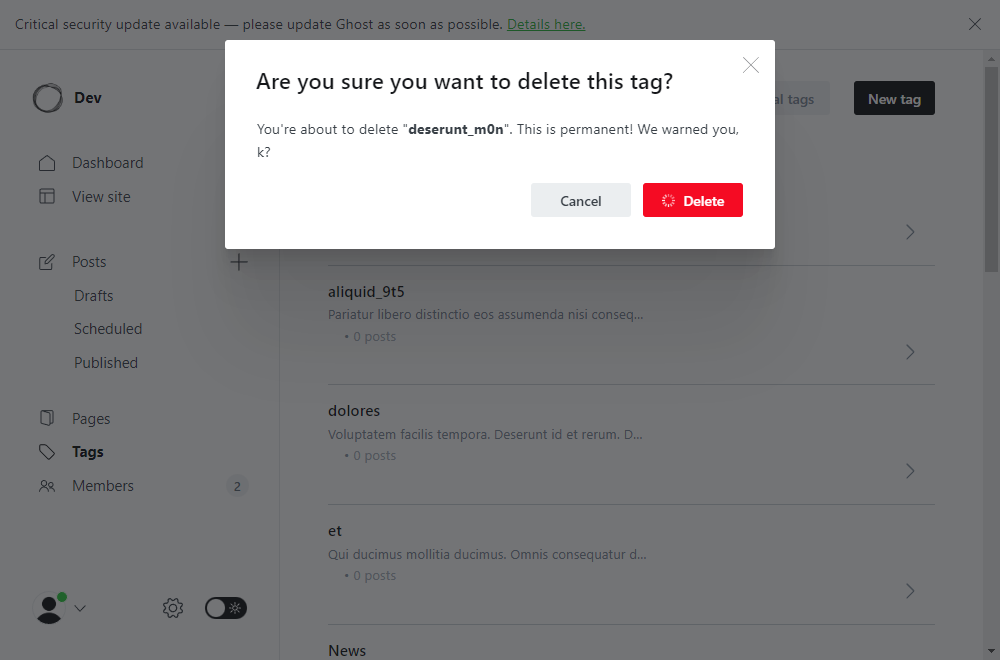 Critical security update available — please update Ghost as soon as possible. Details here.
Are you sure you want to delete this tag?
You're about to delete "deserunt_m0n". This is permanent! We warned you,
k?
Cancel
Delete
Dev
al tags
New tag
Dashboard
View site
Posts
Drafts
Scheduled
Published
Pages
Tags
Members
2
aliquid_9t5
Pariatur libero distinctio eos assumenda nisi conseq...
• 0 posts
dolores
Voluptatem facilis tempora. Deserunt id et rerum. D...
• 0 posts
et
Qui ducimus mollitia ducimus. Omnis consequatur d...
• 0 posts
News